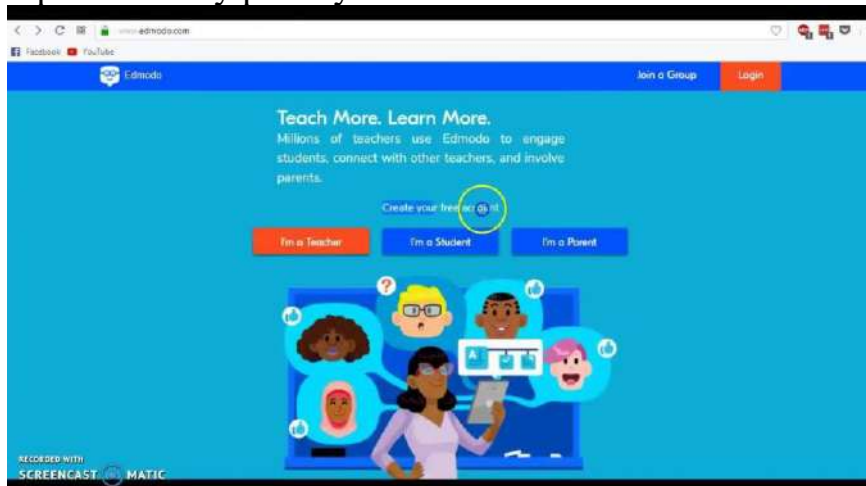 www.edmodo.com
Facebook YouTube
Edmodo Join a Group Login
Teach More. Learn More.
Millions of teachers use Edmodo to engage
students, connect with other teachers, and involve
parents.
Create your free account
I'm a Teacher I'm a Student I'm a Parent
?
A
RECORDED WITH
SCREENCAST MATIC